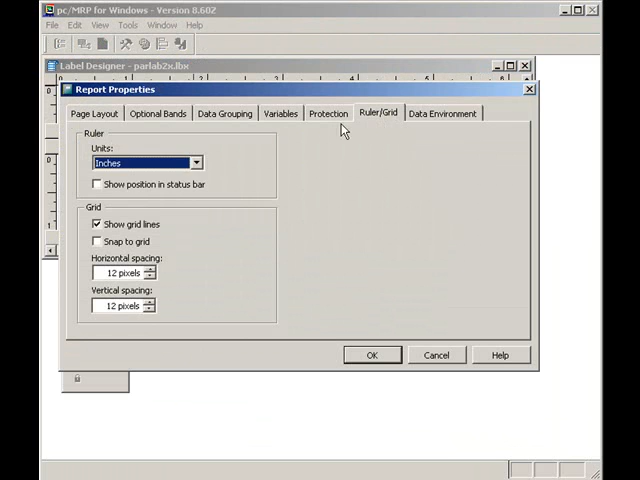 pc/MRP for Windows - Version 8.602
File Edit View Tools Window Help
Label Designer - parlab2x.lbx
Report Properties
Page Layout Optional Bands Data Grouping Variables Protection Ruler/Grid Data Environment
Ruler
Units:
Inches
Show position in status bar
Grid
Show grid lines
Snap to grid
Horizontal spacing:
12 pixels
Vertical spacing:
12 pixels
OK Cancel Help